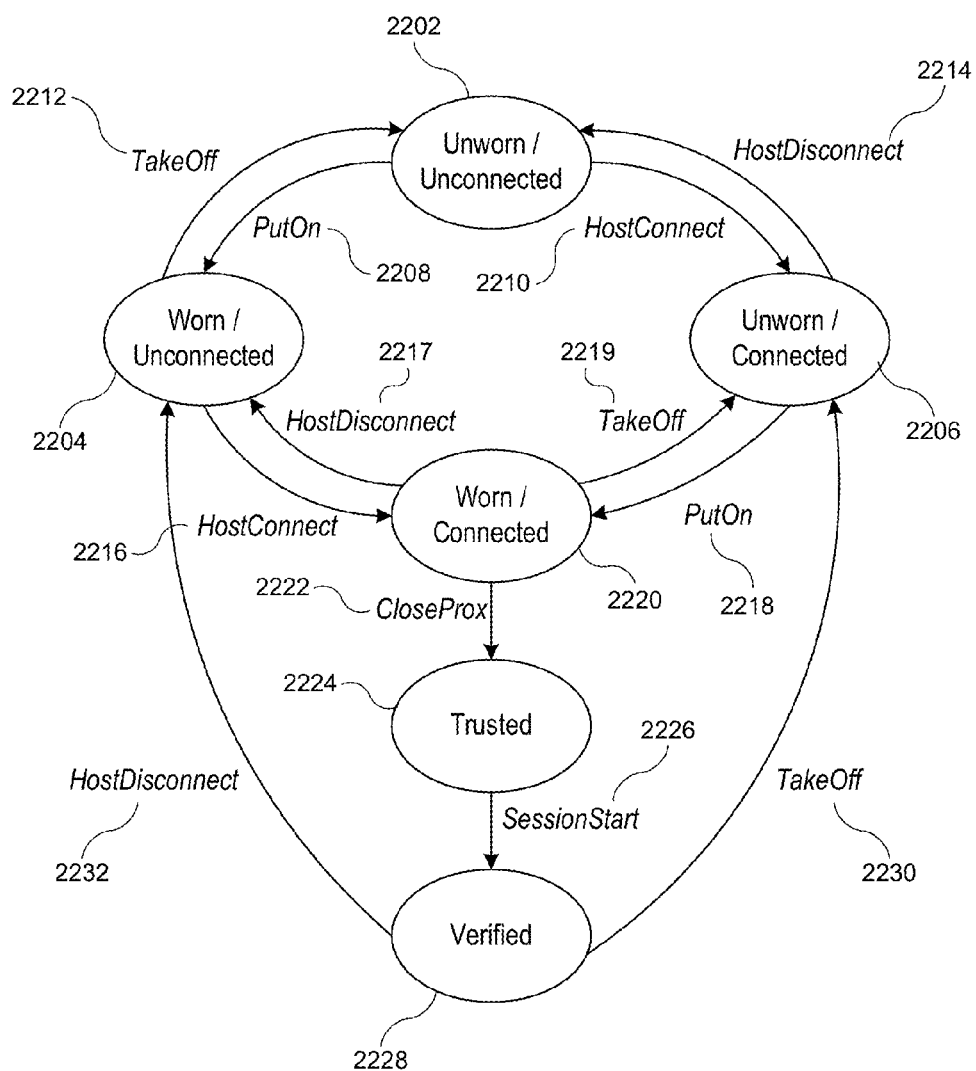 2202
2212
2214
Unworn /
Unconnected
TakeOff
HostDisconnect
PutOn
HostConnect
2208
2210
Worn /
Unconnected
Unworn /
Connected
2217
2219
HostDisconnect
TakeOff
2204
2206
Worn /
Connected
HostConnect
PutOn
2216
2220
2218
2222
CloseProx
2224
Trusted
2226
HostDisconnect
TakeOff
SessionStart
2232
2230
Verified
2228